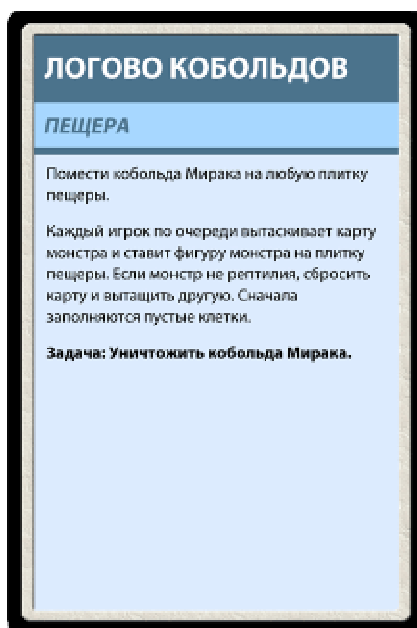 ЛОГОВО КОБОЛЬДОВ
ПЕЩЕРА
Помести кобольда Мирака на любую плитку
пещеры.
Каждый игрок по очереди вытаскивает карту
монстра и ставит фигуру монстра на плитку
пещеры. Если монстр не рептилия, сбросить
карту и вытащить другую. Сначала
заполняются пустые клетки.
Задача: Уничтожить кобольда Мирака.